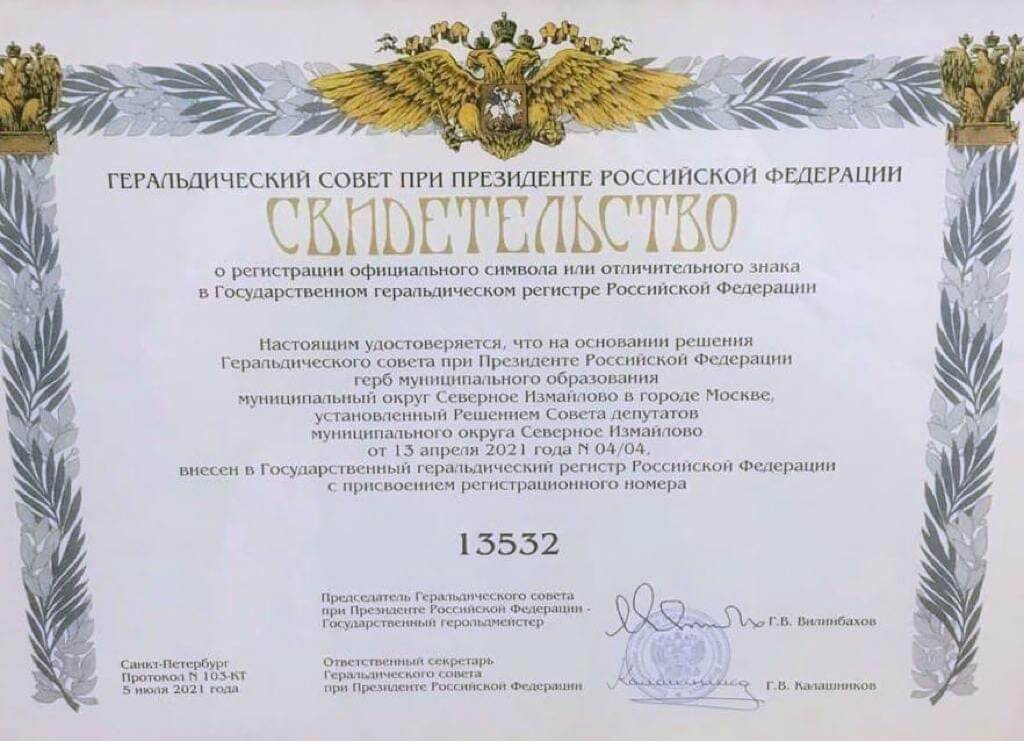 ГЕРАЛЬДИЧЕСКИЙ СОВЕТ ПРИ ПРЕЗИДЕНТЕ РОССИЙСКОЙ ФЕДЕРАЦИИ
СВИДЕТЕЛЬСТВО
о регистрации официального символа или отличительного знака
в Государственном геральдическом регистре Российской Федерации
Настоящим удостоверяется, что на основании решения
Геральдического совета при Президенте Российской Федерации
герб муниципального образования
муниципальный округ Северное Измайлово в городе Москве,
установленный Решением Совета депутатов
муниципального округа Северное Измайлово
от 13 апреля 2021 года N 04/04,
внесен в Государственный геральдический регистр Российской Федерации
с присвоением регистрационного номера
13532
Председатель Геральдического совета
при Президенте Российской Федерации -
Государственный герольдмейстер
Г.В. Вилинбахов
Санкт-Петербург
Протокол N 103-КТ
5 июля 2021 года
Ответственный секретарь
Геральдического совета
при Президенте Российской Федерации
Г.В. Калашников